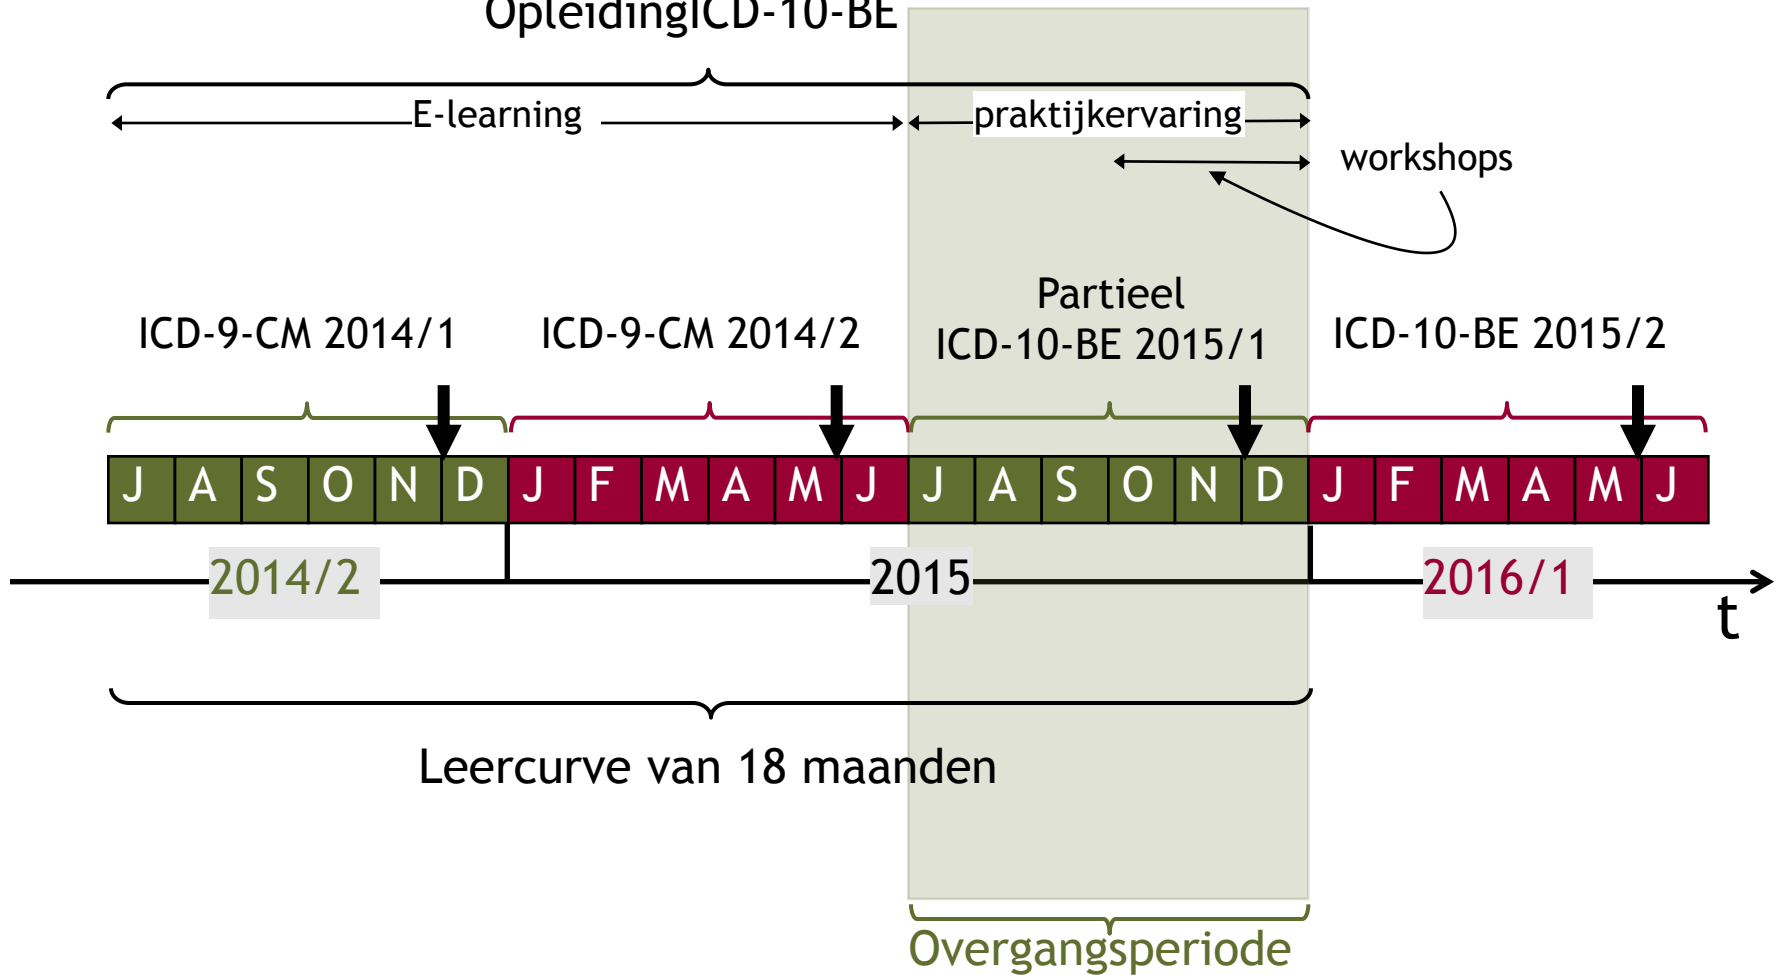 OpleidingICD-10-BE
E-learning
praktijkervaring
workshops
ICD-9-CM 2014/1
ICD-9-CM 2014/2
Partieel
ICD-10-BE 2015/1
ICD-10-BE 2015/2
J A S O N D J F M A M J J A S O N D J F M A M J
2014/2
2015
2016/1
t
Leercurve van 18 maanden
Overgangsperiode